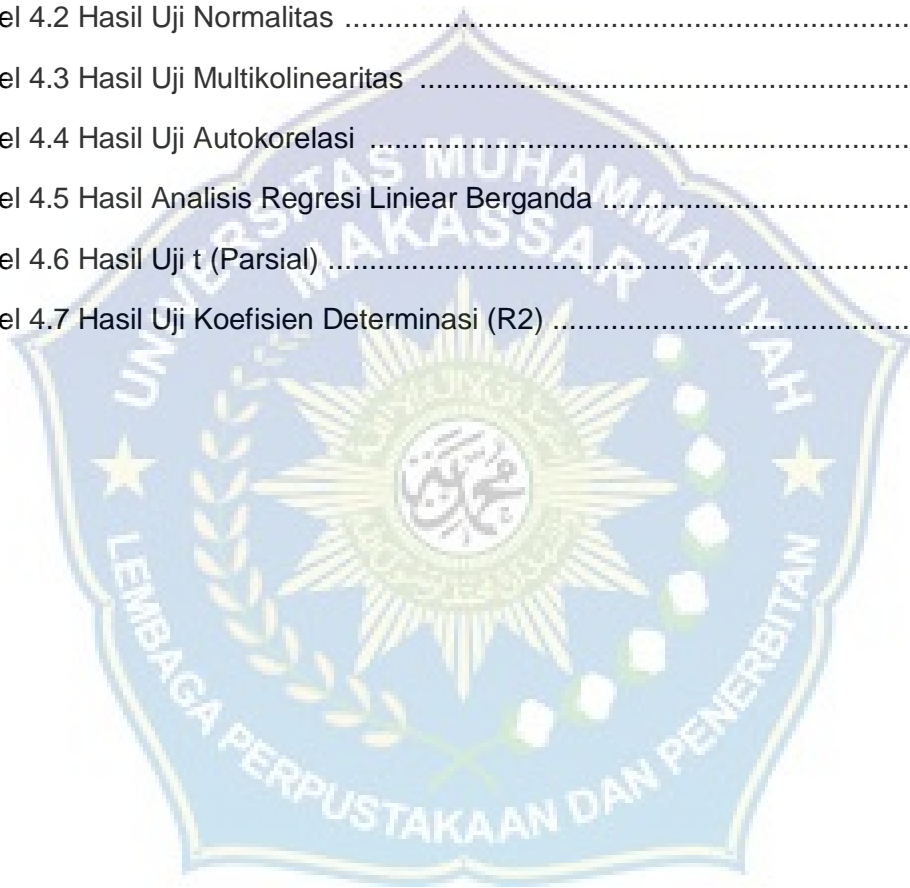 el 4.2 Hasil Uji Normalitas ...............................................................................
el 4.3 Hasil Uji Multikolinearitas ......................................................................
el 4.4 Hasil Uji Autokorelasi ............................................................................
el 4.5 Hasil Analisis Regresi Liniear Berganda ...........................................
el 4.6 Hasil Uji t (Parsial) .................................................................................
el 4.7 Hasil Uji Koefisien Determinasi (R2) .................................................
UNIVERSITAS MUHAMMADIYAH
MAKASSAR
LEMBAGA PERPUSTAKAAN DAN PENERBITAN